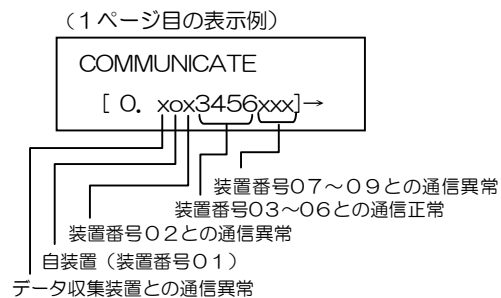 (1ページ目の表示例)
COMMUNICATE
[ 0. xox3456xxx]→
装置番号07~09との通信異常
装置番号03~06との通信正常
装置番号02との通信異常
自装置(装置番号01)
データ収集装置との通信異常